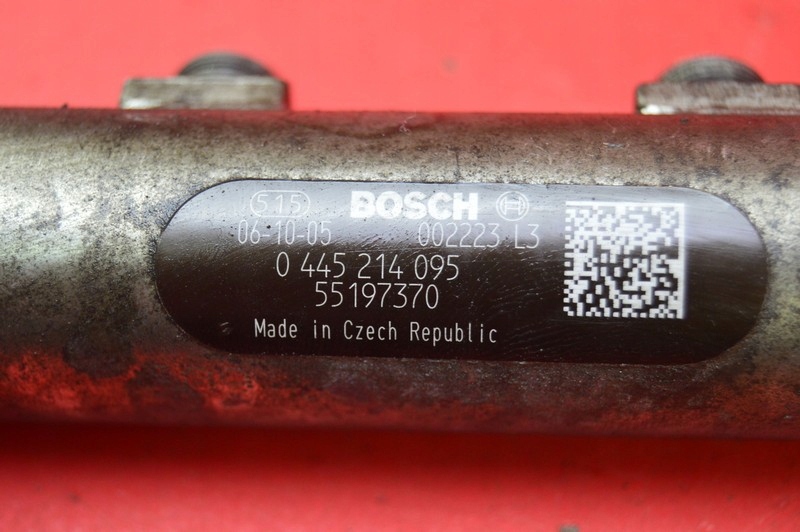 515 BOSCH
06-10-05 002223 L3
0 445 214 095
55197370
Made in Czech Republic